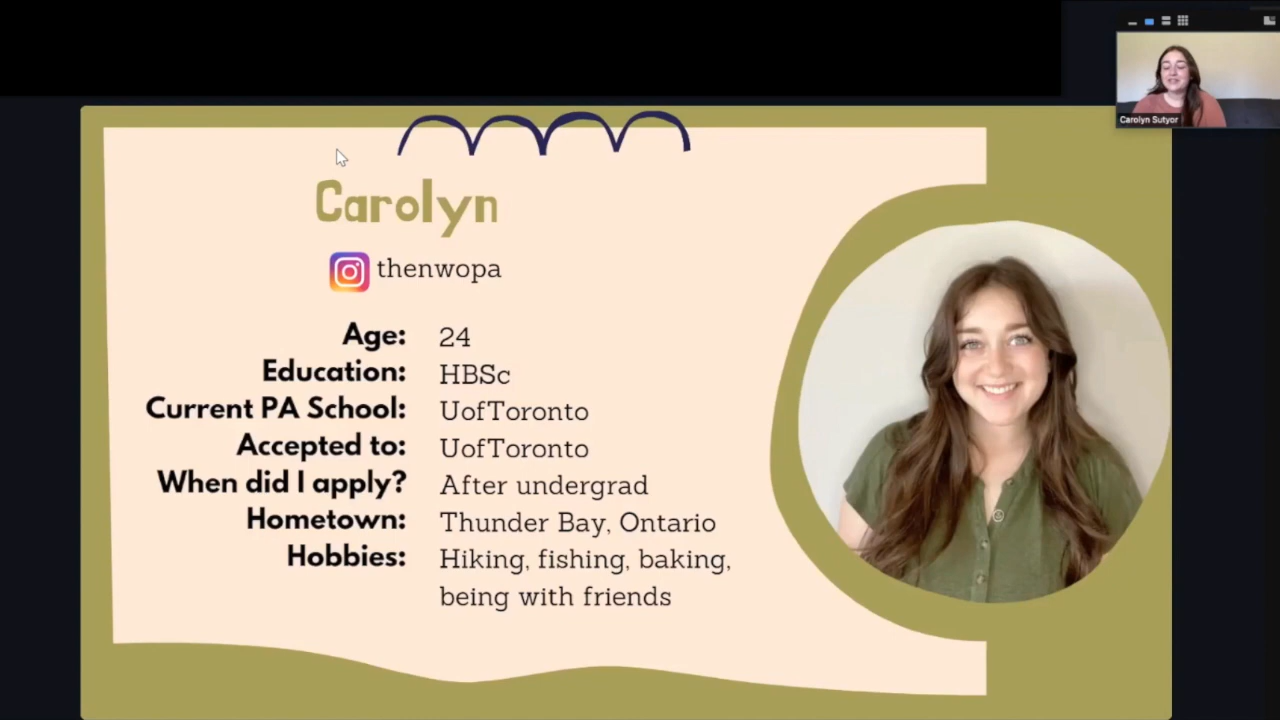 Carolyn Sutyor
Carolyn
thenwopa
Age: 24
Education: HBSc
Current PA School: UofToronto
Accepted to: UofToronto
When did I apply? After undergrad
Hometown: Thunder Bay, Ontario
Hobbies: Hiking, fishing, baking,
being with friends